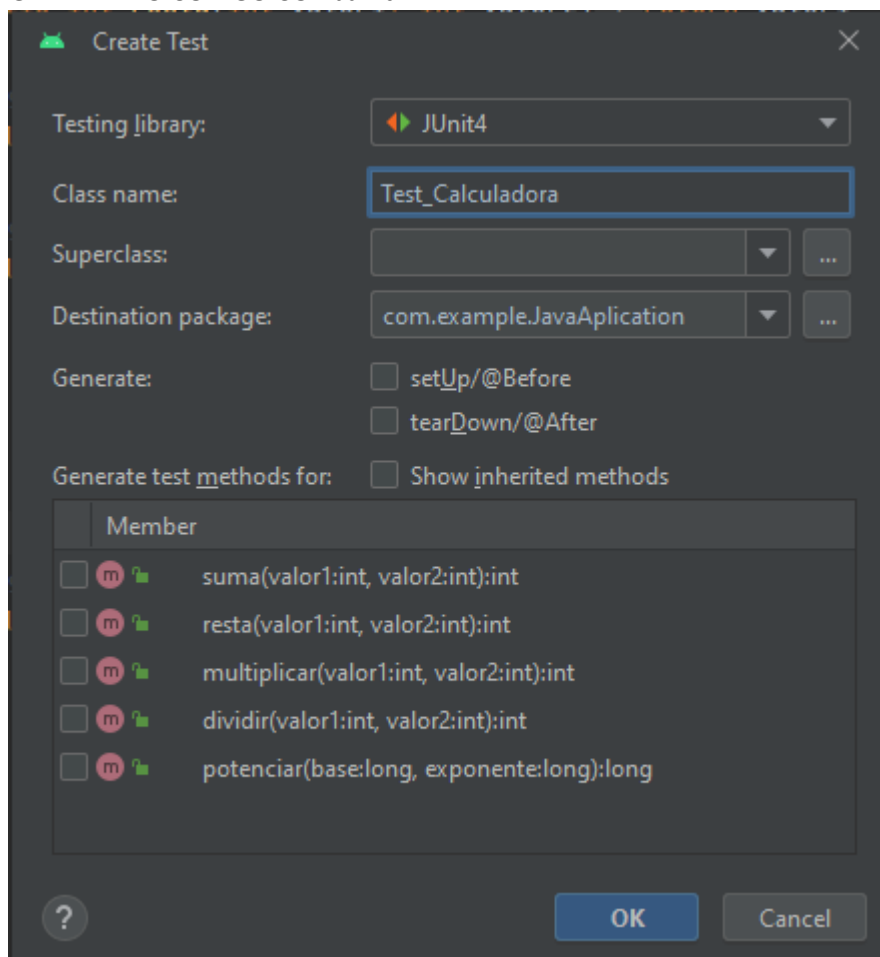 Create Test
Testing library: JUnit4
Class name: Test_Calculadora
Superclass: ...
Destination package: com.example.JavaAplication ...
Generate: setUp/@Before
tearDown/@After
Generate test methods for: Show inherited methods
Member
m suma(valor1:int, valor2:int):int
m resta(valor1:int, valor2:int):int
m multiplicar(valor1:int, valor2:int):int
m dividir(valor1:int, valor2:int):int
m potenciar(base:long, exponente:long):long
? OK Cancel